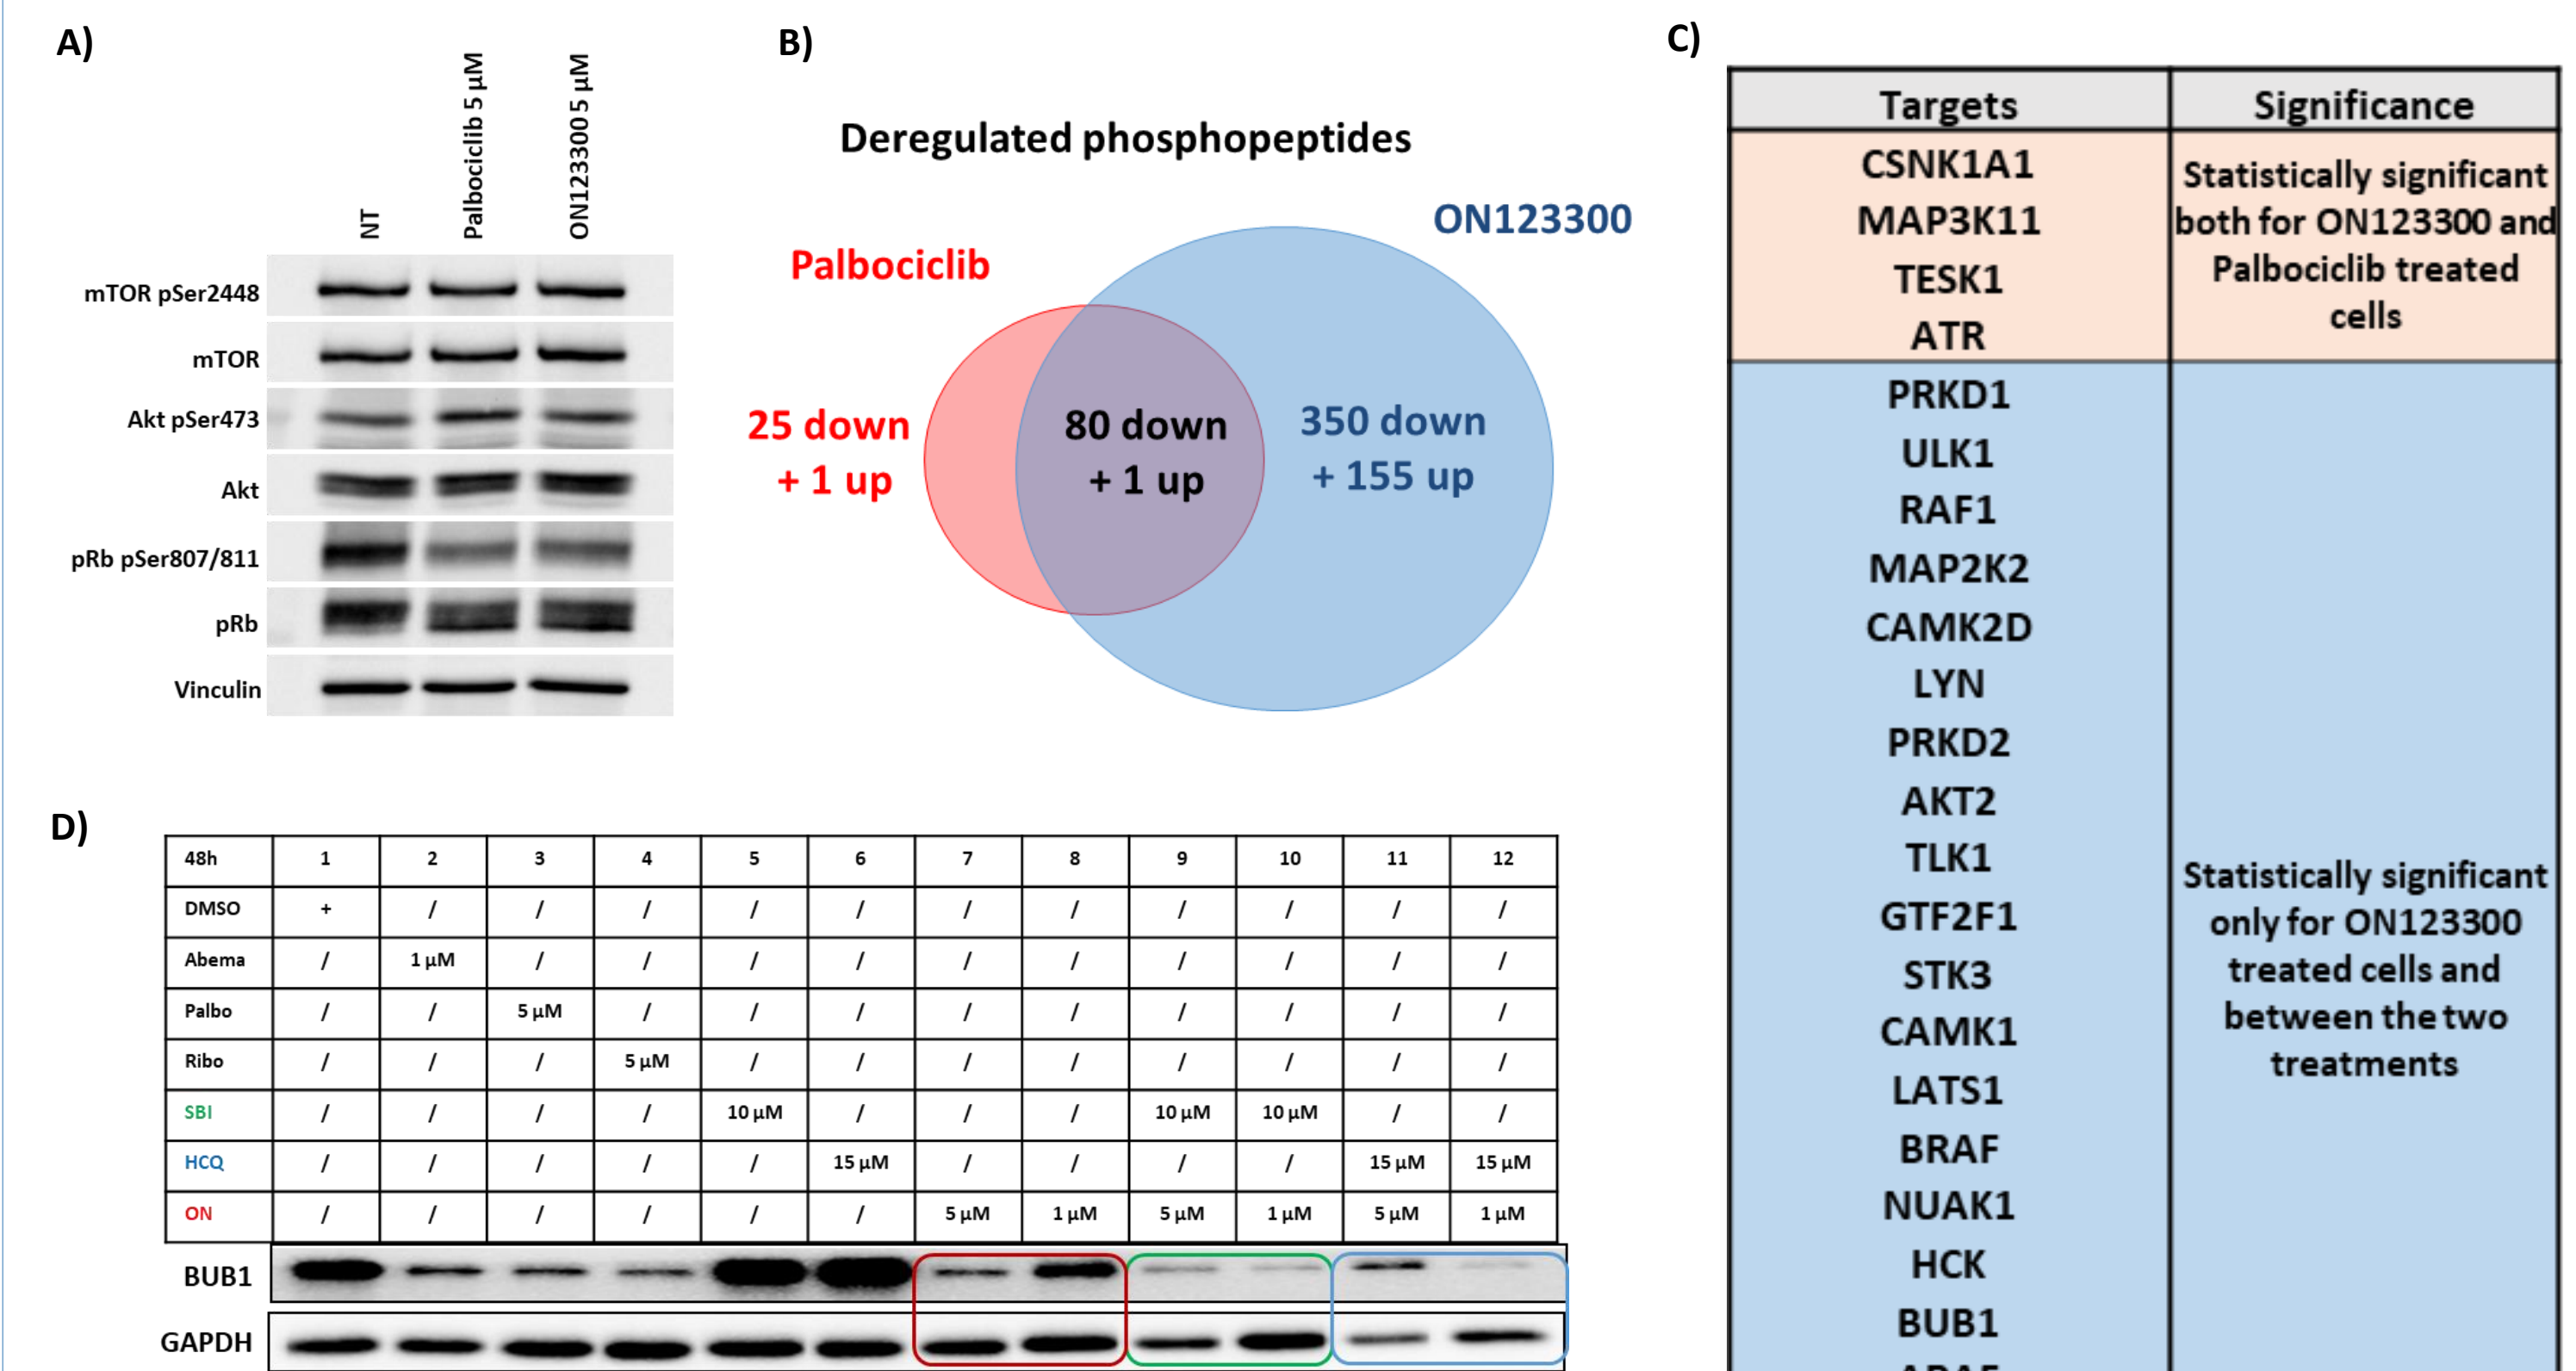 A)
NT
Palbociclib 5 µM
ON123300 5 µM
mTOR pSer2448
mTOR
Akt pSer473
Akt
pRb pSer807/811
pRb
Vinculin
B)
Deregulated phosphopeptides
ON123300
Palbociclib
25 down
+ 1 up
80 down
+ 1 up
350 down
+ 155 up
C)
Targets Significance
CSNK1A1
MAP3K11
TESK1
ATR
Statistically significant
both for ON123300 and
Palbociclib treated
cells
PRKD1
ULK1
RAF1
MAP2K2
CAMK2D
LYN
PRKD2
AKT2
TLK1
GTF2F1
STK3
CAMK1
LATS1
BRAF
NUAK1
HCK
BUB1
Statistically significant
only for ON123300
treated cells and
between the two
treatments
D)
48h 1 2 3 4 5 6 7 8 9 10 11 12
DMSO + / / / / / / / / / / /
Abema / 1 µM / / / / / / / / / /
Palbo / / 5 µM / / / / / / / / /
Ribo / / / 5 µM / / / / / / / /
SBI / / / / 10 µM / / / 10 µM 10 µM / /
HCQ / / / / / 15 µM / / / / 15 µM 15 µM
ON / / / / / / 5 µM 1 µM 5 µM 1 µM 5 µM 1 µM
BUB1
GAPDH